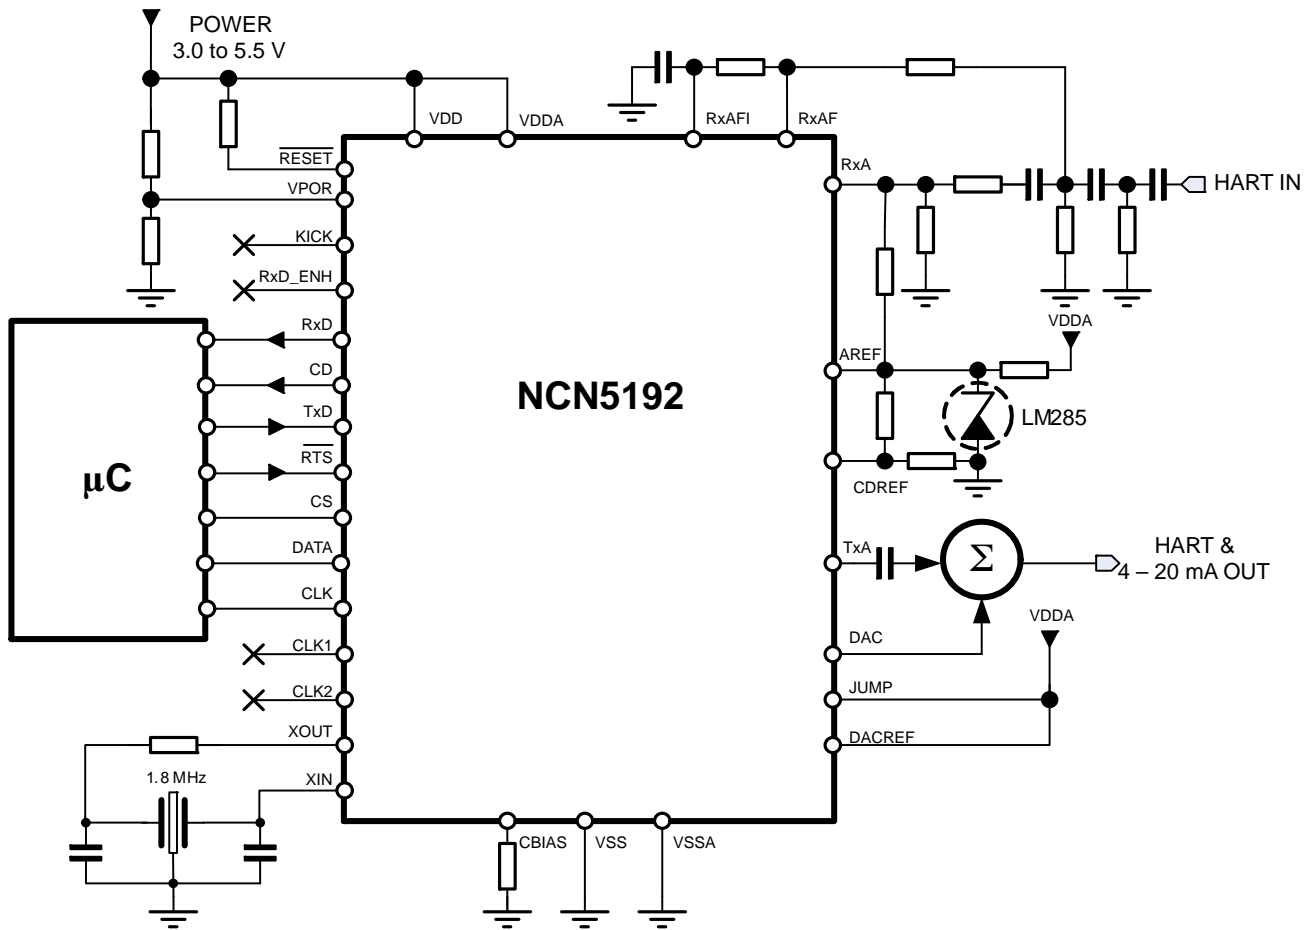 POWER
3.0 to 5.5 V
VDD
VDDA
RxAFI
RxAF
RESET
RxA
HART IN
VPOR
KICK
RxD_ENH
RxD
VDDA
AREF
CD
NCN5192
TxD
LM285
RTS
μC
CDREF
CS
DATA
TxA
Σ
HART &
4 – 20 mA OUT
CLK
VDDA
CLK1
DAC
CLK2
JUMP
XOUT
DACREF
1.8 MHz
XIN
CBIAS
VSS
VSSA